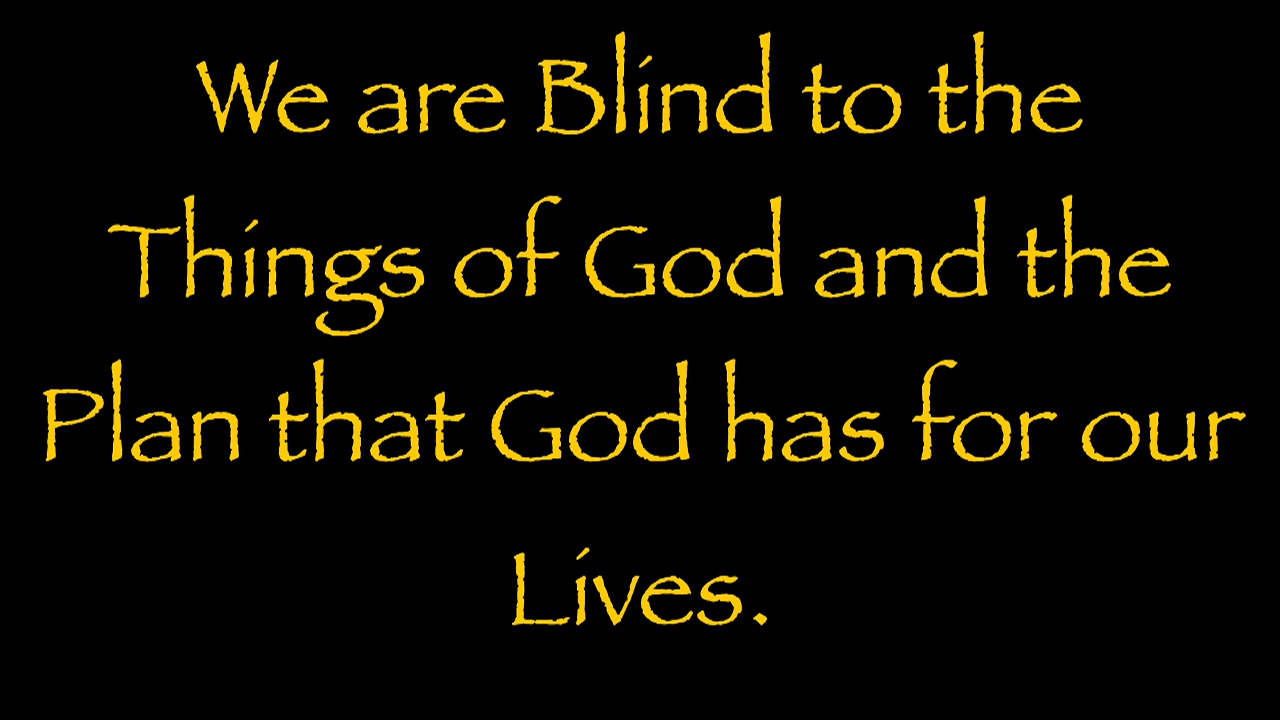 We are Blind to the
Things of God and the
Plan that God has for our
Lives.